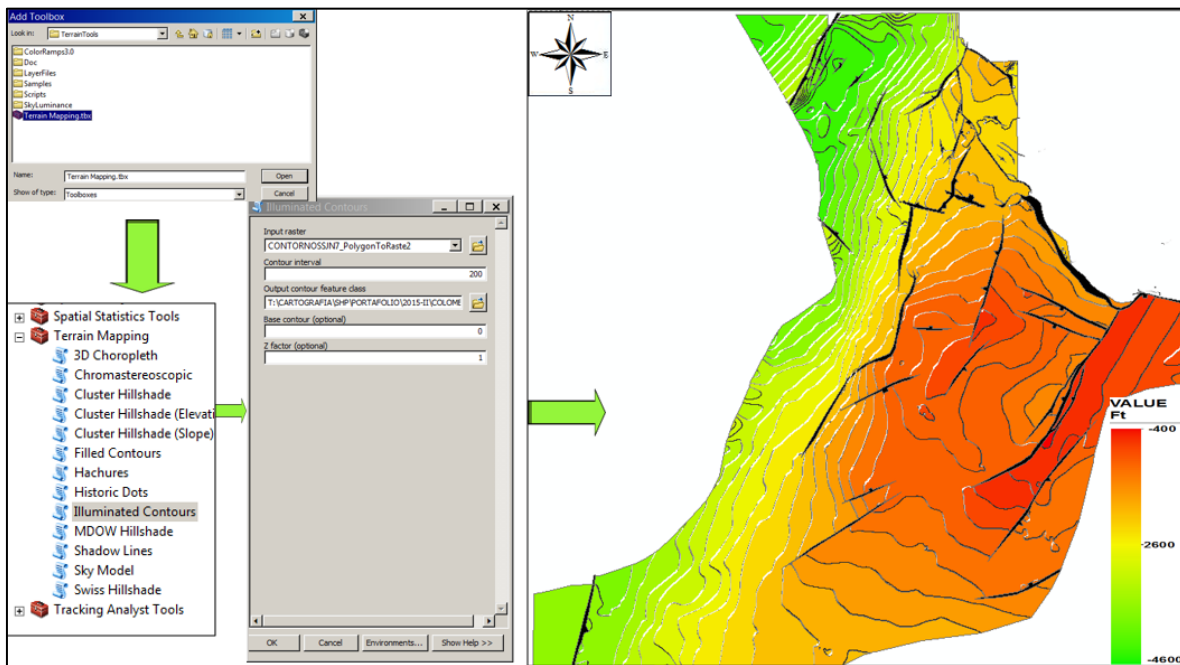 Add Toolbox
Look in: TerrainTools
ColorRamps3.0
Doc
LayerFiles
Samples
Scripts
SkyLuminance
Terrain Mapping.tbx
Name: Terrain Mapping.tbx Open
Show of type: Toolboxes Cancel
Spatial Statistics Tools
Terrain Mapping
3D Choropleth
Chromastereoscopic
Cluster Hillshade
Cluster Hillshade (Elevati
Cluster Hillshade (Slope)
Filled Contours
Hachures
Historic Dots
Illuminated Contours
MDOW Hillshade
Shadow Lines
Sky Model
Swiss Hillshade
Tracking Analyst Tools
Illuminated Contours
Input raster
CONTORNOSSJN7_PolygonToRaste2
Contour interval
200
Output contour feature class
T:\CARTOGRAFIA\SHP\PORTAFOLIO\2015-II\COLOME
Base contour (optional)
0
Z factor (optional)
1
OK Cancel Environments... Show Help >>
N
W E
S
VALUE
Ft
-400
-2600
-4600